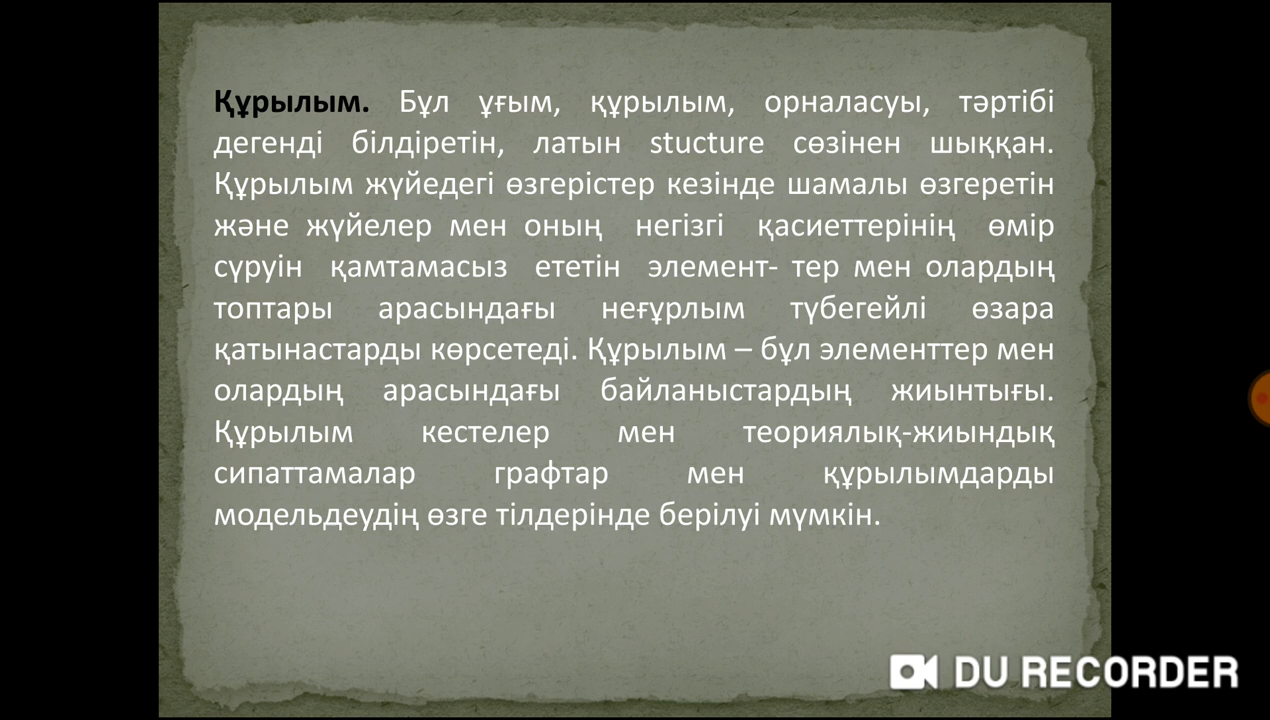 Құрылым. Бұл ұғым, құрылым, орналасуы, тәртібі
дегенді білдіретін, латын stucture сөзінен шыққан.
Құрылым жүйедегі өзгерістер кезінде шамалы өзгеретін
және жүйелер мен оның негізгі қасиеттерінің өмір
сүруін қамтамасыз ететін элемент- тер мен олардың
топтары арасындағы неғұрлым түбегейлі өзара
қатынастарды көрсетеді. Құрылым – бұл элементтер мен
олардың арасындағы байланыстардың жиынтығы.
Құрылым кестелер мен теориялық-жиындық
сипаттамалар графтар мен құрылымдарды
модельдеудің өзге тілдерінде берілуі мүмкін.
DU RECORDER